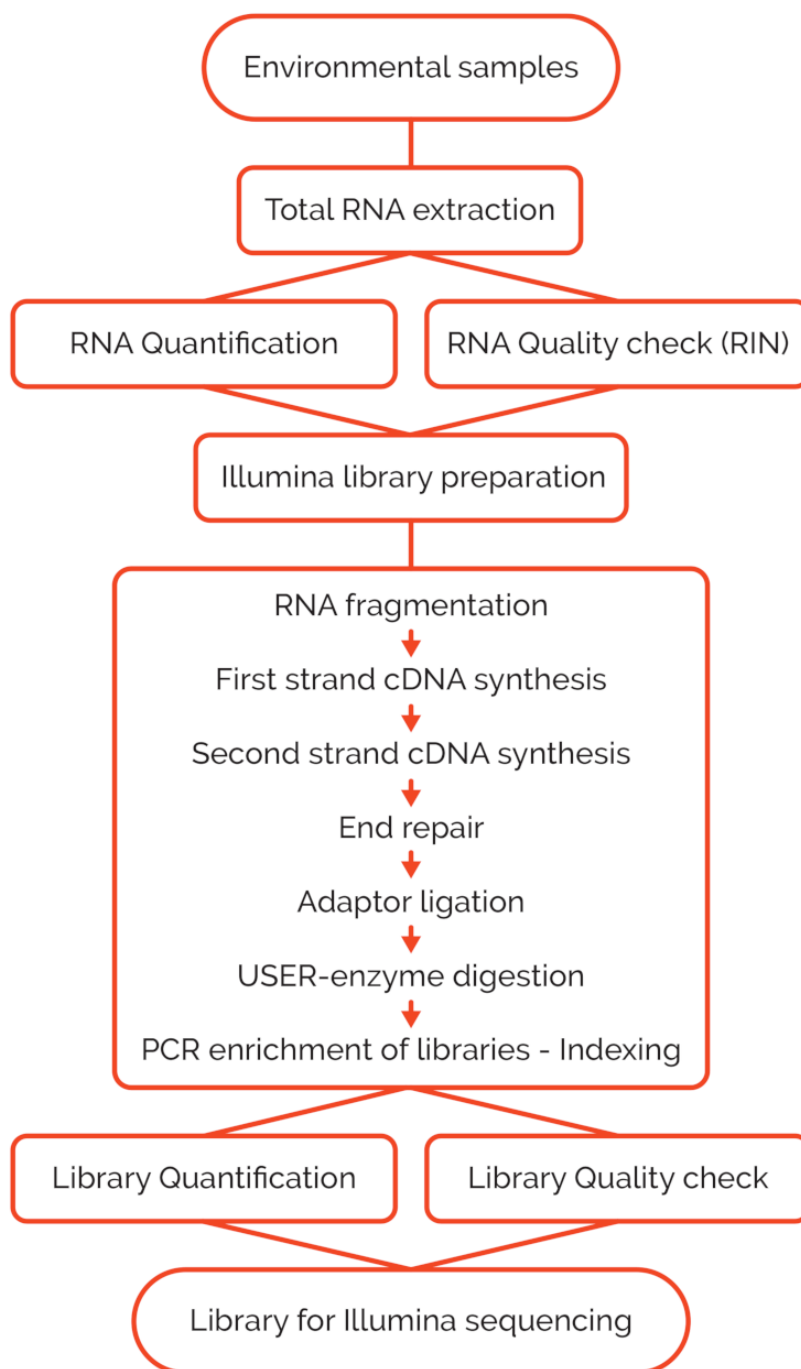 Environmental samples
Total RNA extraction
RNA Quantification
RNA Quality check (RIN)
Illumina library preparation
RNA fragmentation
First strand cDNA synthesis
Second strand cDNA synthesis
End repair
Adaptor ligation
USER-enzyme digestion
PCR enrichment of libraries - Indexing
Library Quantification
Library Quality check
Library for Illumina sequencing